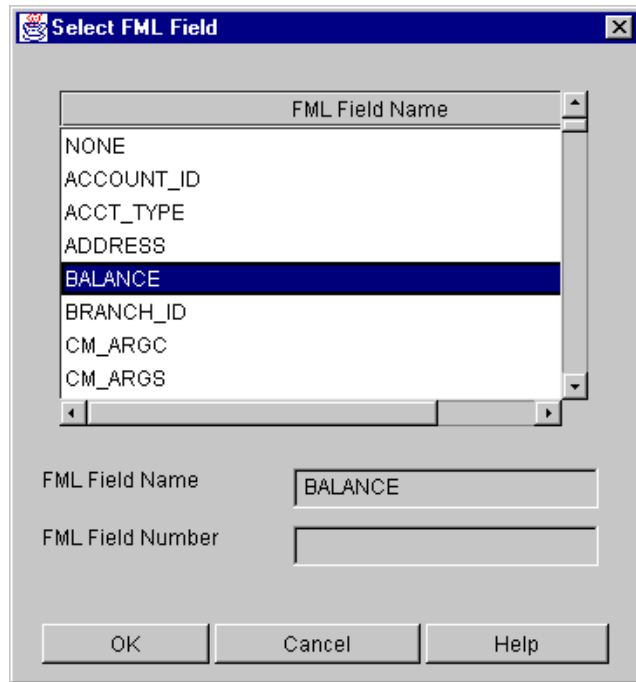 Select FML Field
FML Field Name
NONE
ACCOUNT_ID
ACCT_TYPE
ADDRESS
BALANCE
BRANCH_ID
CM_ARGC
CM_ARGS
FML Field Name BALANCE
FML Field Number
OK Cancel Help